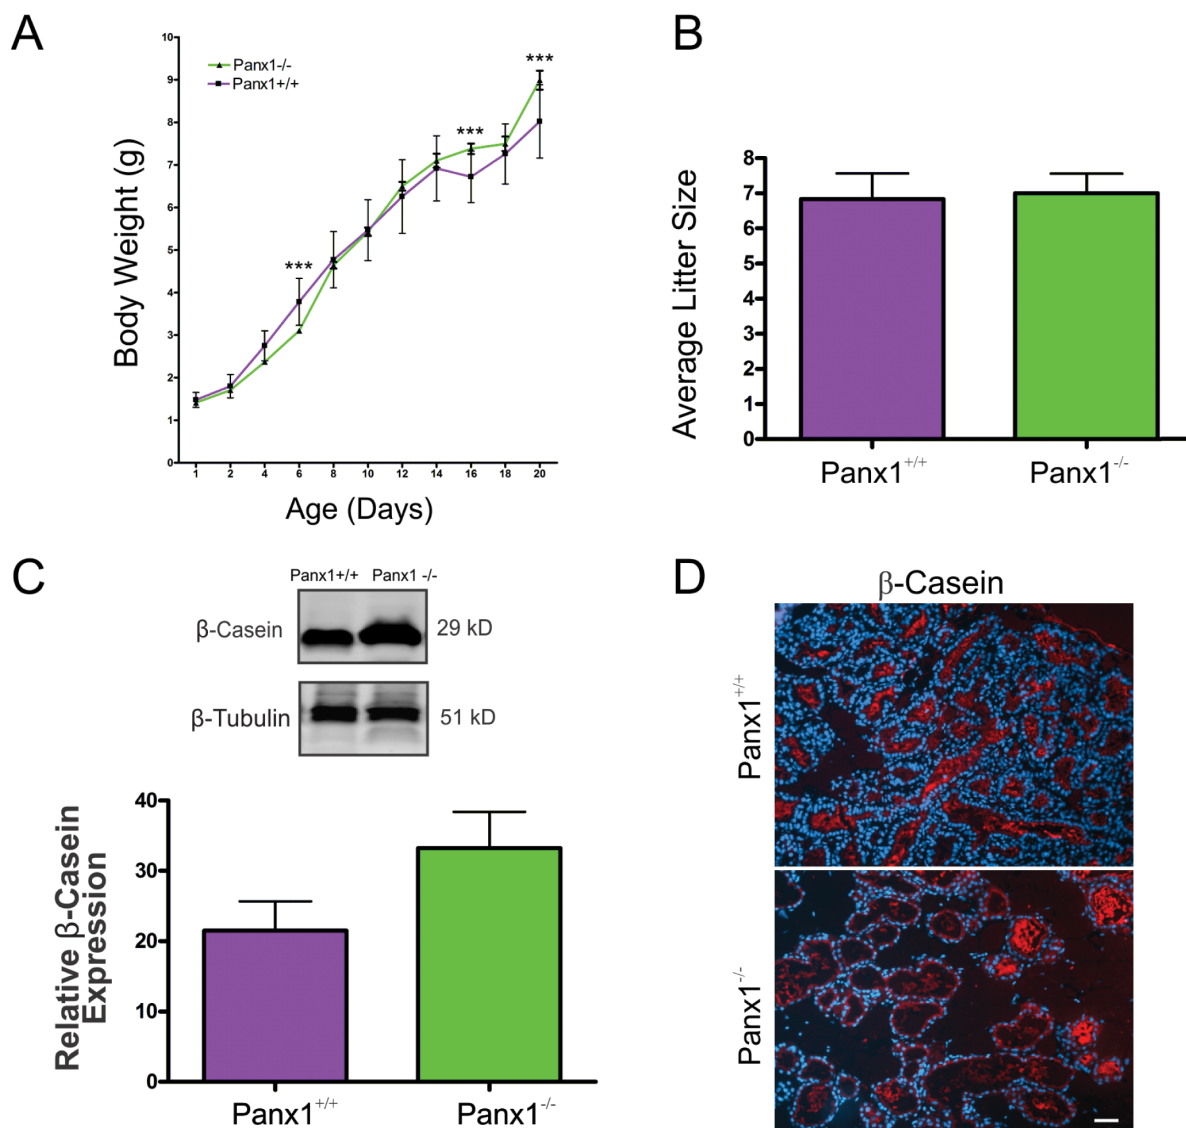 A
Panx1-/-
Panx1+/+
***
***
***
10
9
8
7
6
5
4
3
2
1
0
Body Weight (g)
1 2 4 6 8 10 12 14 16 18 20
Age (Days)
B
8
7
6
5
4
3
2
1
0
Average Litter Size
Panx1+/+ Panx1-/-
C
Panx1+/+ Panx1 -/-
β-Casein 29 kD
β-Tubulin 51 kD
40
30
20
10
0
Relative β-Casein
Expression
Panx1+/+ Panx1-/-
D
β-Casein
Panx1+/+
Panx1-/-